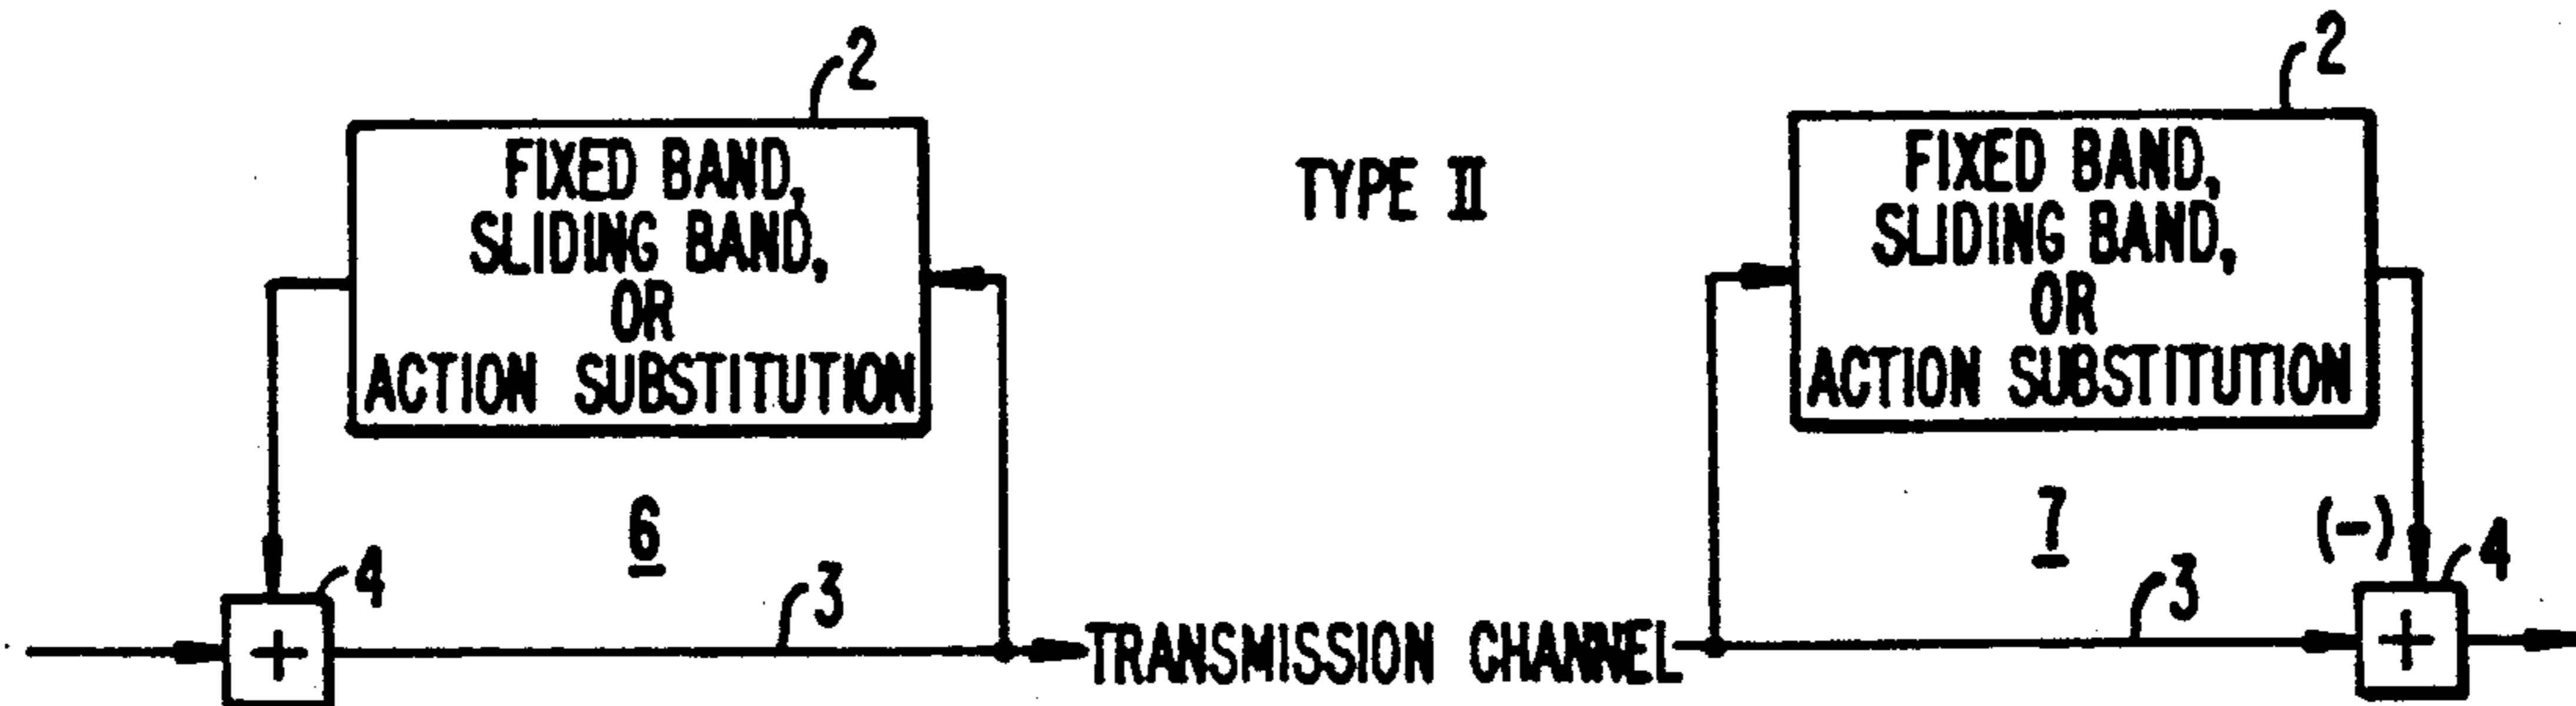 2
FIXED BAND,
SLIDING BAND,
OR
ACTION SUBSTITUTION
TYPE II
2
FIXED BAND,
SLIDING BAND,
OR
ACTION SUBSTITUTION
6
7
(-)
4
3
3
4
+
TRANSMISSION CHANNEL
+